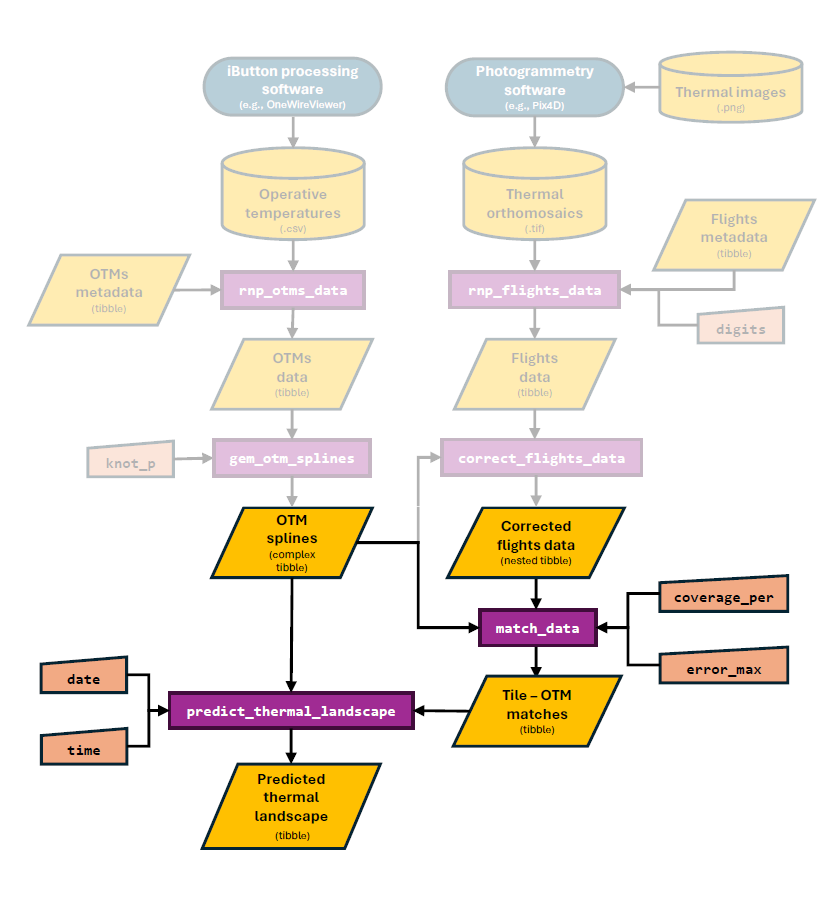 iButton processing
software
(e.g., OneWireViewer)
Photogrammetry
software
(e.g., Pix4D)
Thermal images
(.png)
Operative
temperatures
(.csv)
Thermal
orthomosaics
(.tif)
Flights
metadata
(tibble)
OTMs
metadata
(tibble)
rnp_otms_data
rnp_flights_data
digits
OTMs
data
(tibble)
Flights
data
(tibble)
knot_p
gem_otm_splines
correct_flights_data
OTM
splines
(complex
tibble)
Corrected
flights data
(nested tibble)
coverage_per
match_data
error_max
date
Tile – OTM
matches
(tibble)
predict_thermal_landscape
time
Predicted
thermal
landscape
(tibble)